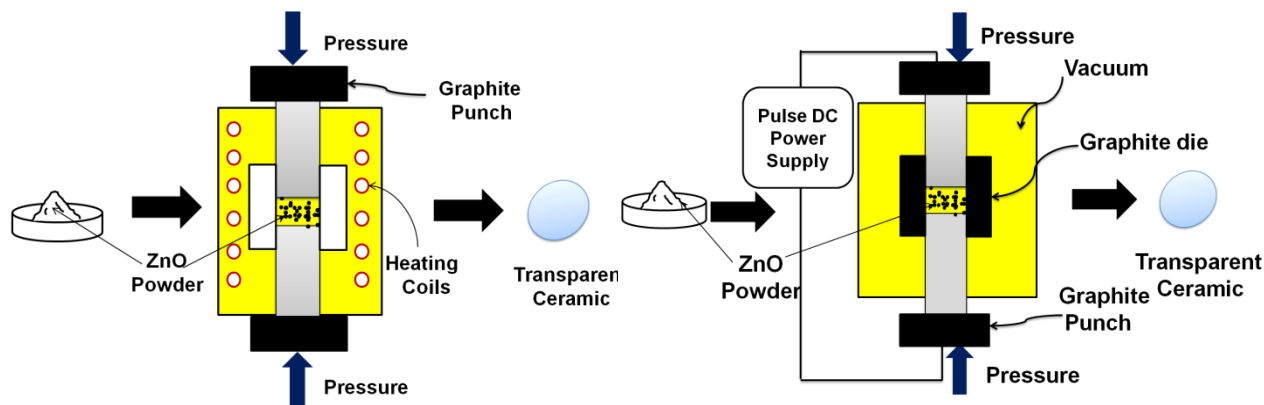 Pressure
Graphite
Punch
ZnO
Powder
Heating
Coils
Transparent
Ceramic
Pressure
Pressure
Vacuum
Pulse DC
Power
Supply
Graphite die
ZnO
Powder
Transparent
Ceramic
Graphite
Punch
Pressure